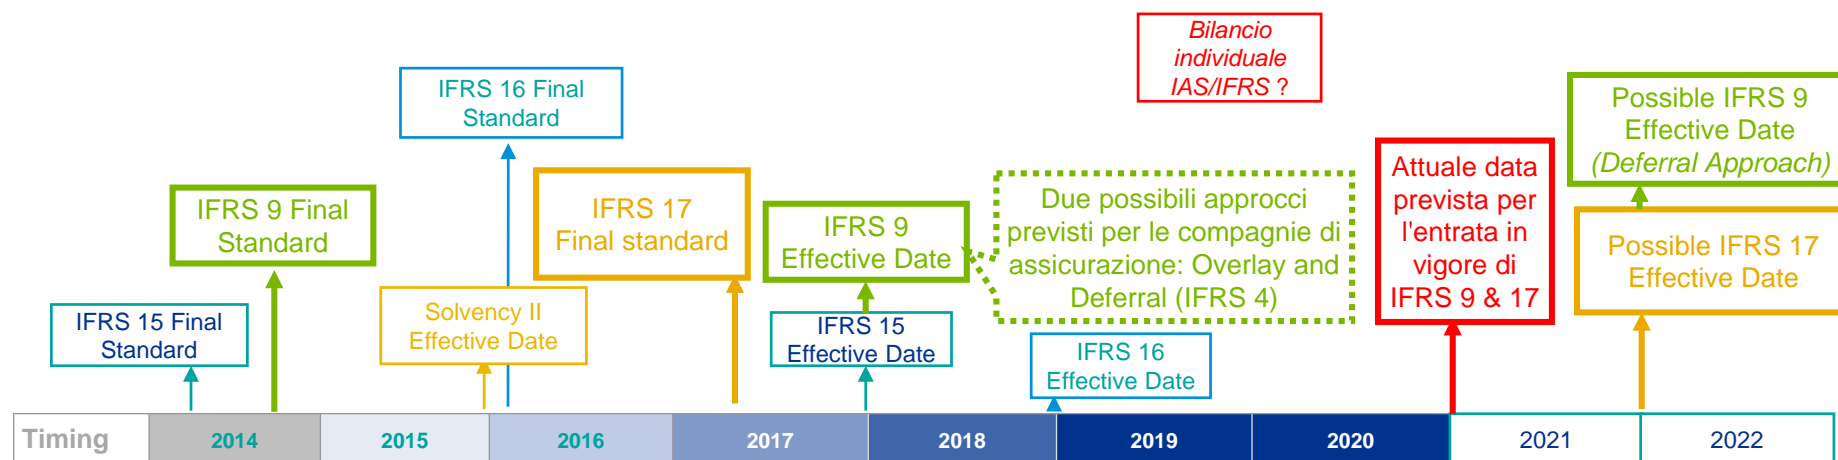 Bilancio
individuale
IAS/IFRS ?
IFRS 16 Final
Standard
Possible IFRS 9
Effective Date
(Deferral Approach)
Attuale data
prevista per
l'entrata in
vigore di
IFRS 9 & 17
IFRS 9 Final
Standard
IFRS 17
Final standard
IFRS 9
Effective Date
Due possibili approcci
previsti per le compagnie di
assicurazione: Overlay and
Deferral (IFRS 4)
Possible IFRS 17
Effective Date
IFRS 15 Final
Standard
Solvency II
Effective Date
IFRS 15
Effective Date
IFRS 16
Effective Date
Timing 2014 2015 2016 2017 2018 2019 2020 2021 2022